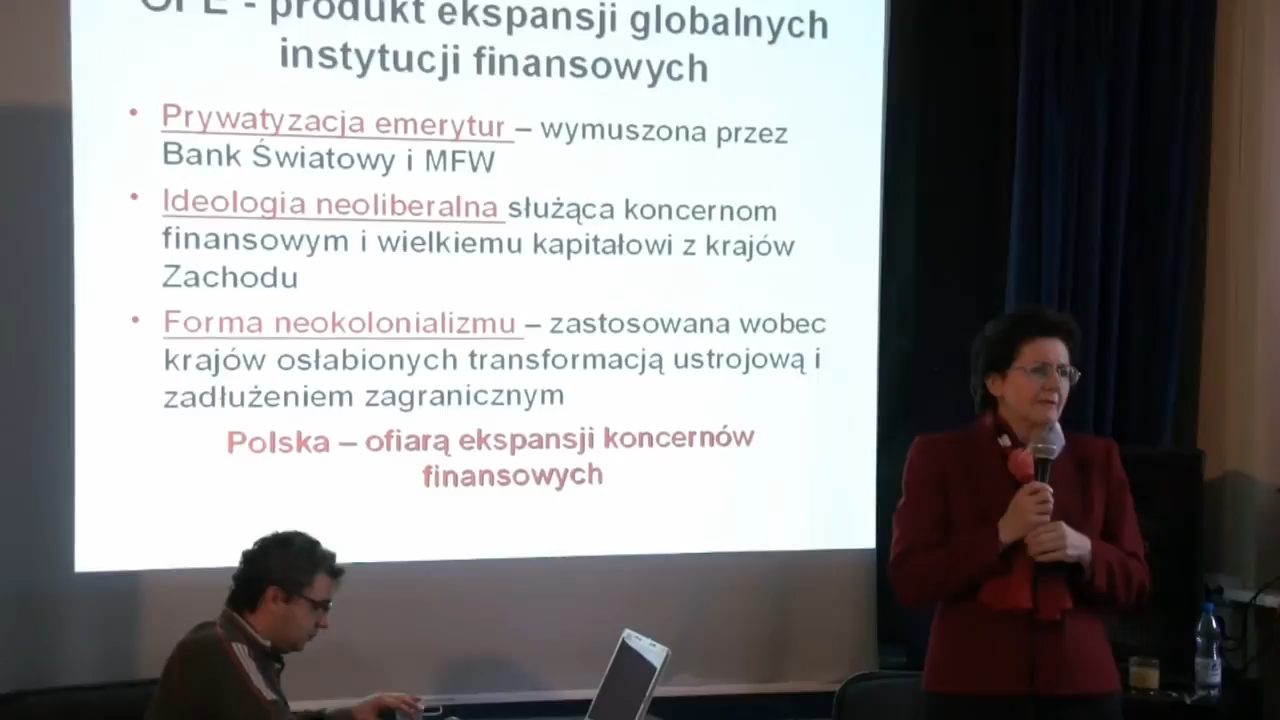 OFE - produkt ekspansji globalnych
instytucji finansowych
• Prywatyzacja emerytur – wymuszona przez
Bank Światowy i MFW
• Ideologia neoliberalna służąca koncernom
finansowym i wielkiemu kapitałowi z krajów
Zachodu
• Forma neokolonializmu – zastosowana wobec
krajów osłabionych transformacją ustrojową i
zadłużeniem zagranicznym
Polska – ofiarą ekspansji koncernów
finansowych